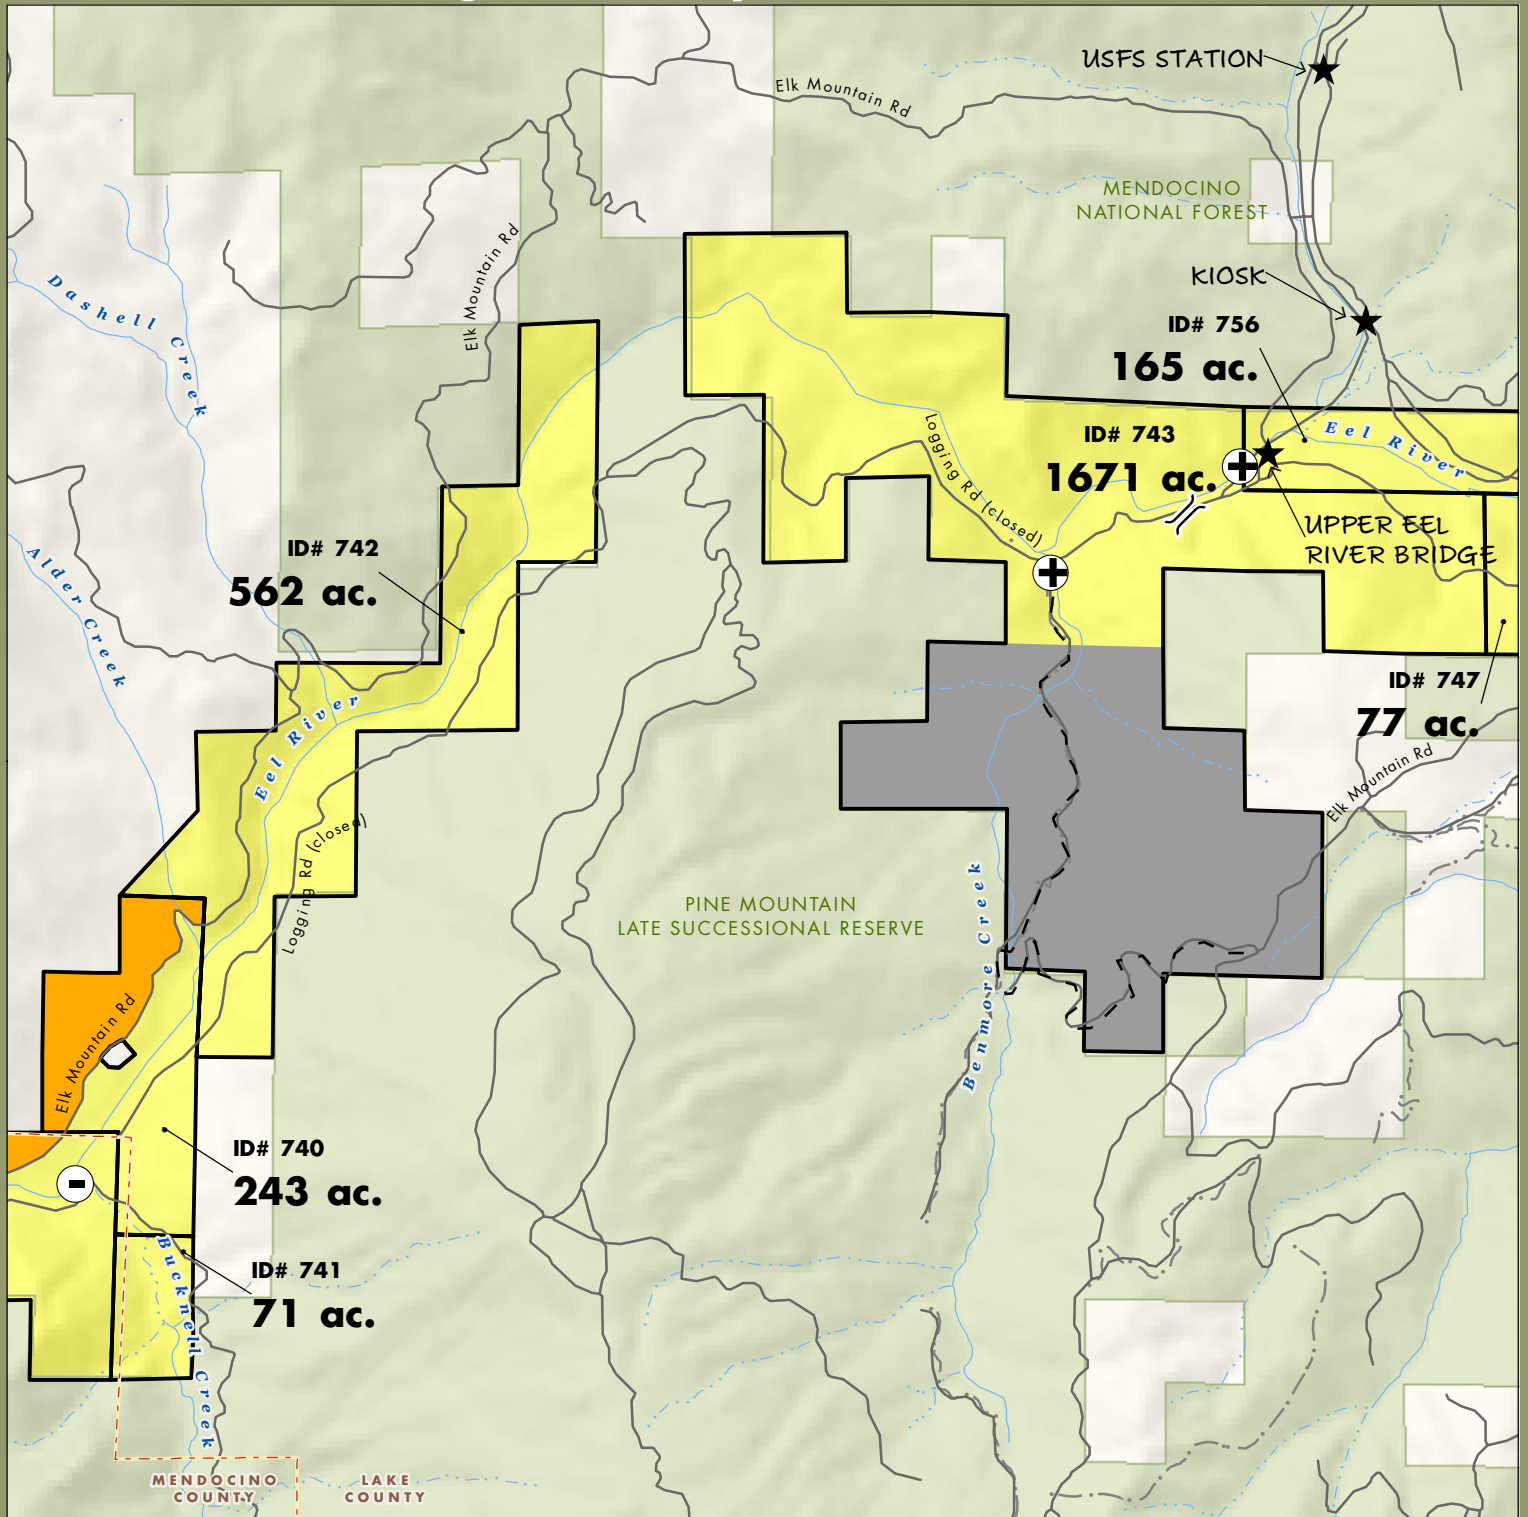 USFS STATION
Elk Mountain Rd
MENDOCINO
NATIONAL FOREST
Elk Mountain Rd
KIOSK
Dashell Creek
ID# 756
165 ac.
Logging Rd (closed)
ID# 743
1671 ac.
Eel River
UPPER EEL
RIVER BRIDGE
ID# 742
562 ac.
Alder Creek
ID# 747
77 ac.
Eel River
Elk Mountain Rd
Logging Rd (closed)
PINE MOUNTAIN
LATE SUCCESSIONAL RESERVE
Benmore Creek
Elk Mountain Rd
ID# 740
243 ac.
ID# 741
71 ac.
Bucknell Creek
MENDOCINO
COUNTY
LAKE
COUNTY